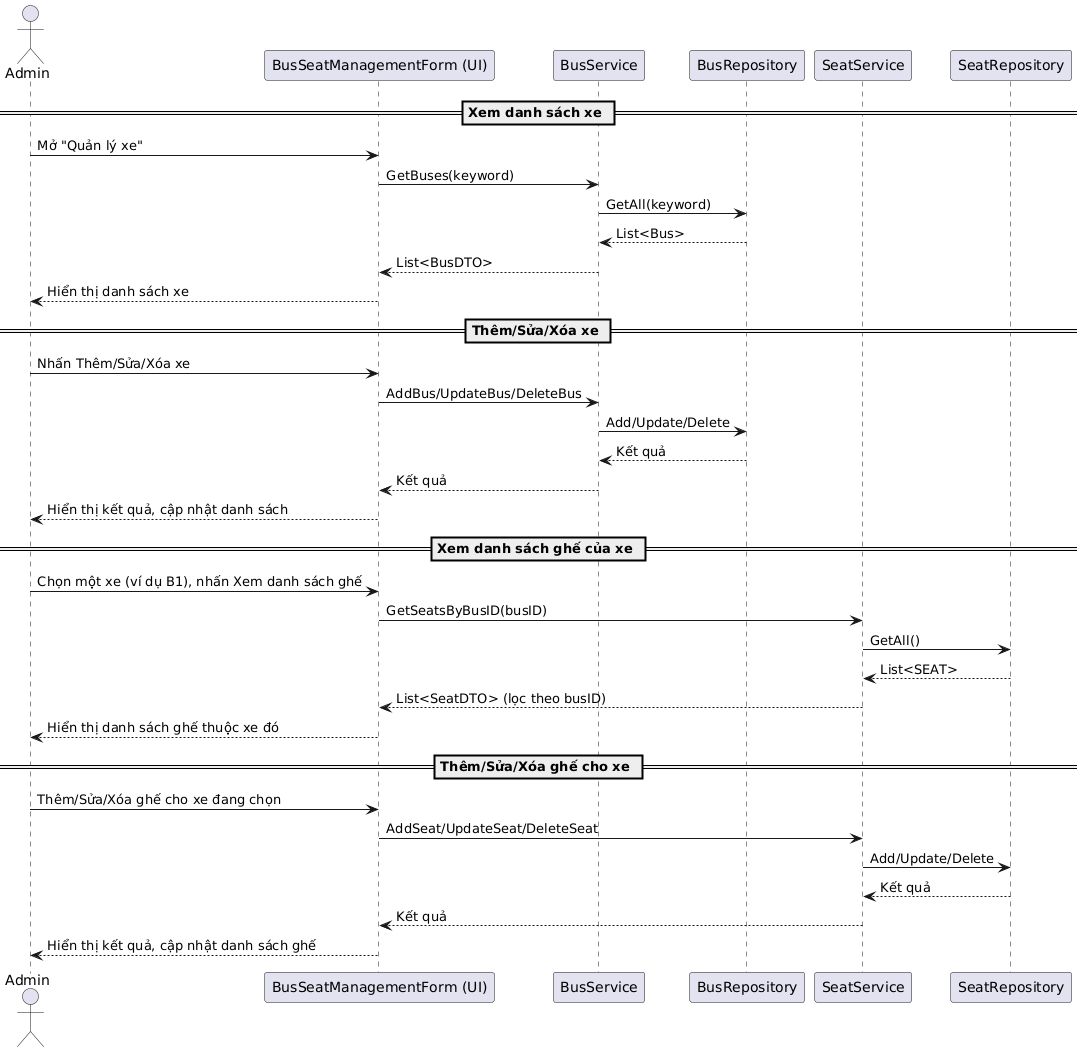 Admin
BusSeatManagementForm (UI)
BusService
BusRepository
SeatService
SeatRepository
Xem danh sách xe
Mở "Quản lý xe"
GetBuses(keyword)
GetAll(keyword)
List<Bus>
List<BusDTO>
Hiển thị danh sách xe
Thêm/Sửa/Xóa xe
Nhấn Thêm/Sửa/Xóa xe
AddBus/UpdateBus/DeleteBus
Add/Update/Delete
Kết quả
Kết quả
Hiển thị kết quả, cập nhật danh sách
Xem danh sách ghế của xe
Chọn một xe (ví dụ B1), nhấn Xem danh sách ghế
GetSeatsByBusID(busID)
GetAll()
List<SEAT>
List<SeatDTO> (lọc theo busID)
Hiển thị danh sách ghế thuộc xe đó
Thêm/Sửa/Xóa ghế cho xe
Thêm/Sửa/Xóa ghế cho xe đang chọn
AddSeat/UpdateSeat/DeleteSeat
Add/Update/Delete
Kết quả
Kết quả
Hiển thị kết quả, cập nhật danh sách ghế
Admin
BusSeatManagementForm (UI)
BusService
BusRepository
SeatService
SeatRepository